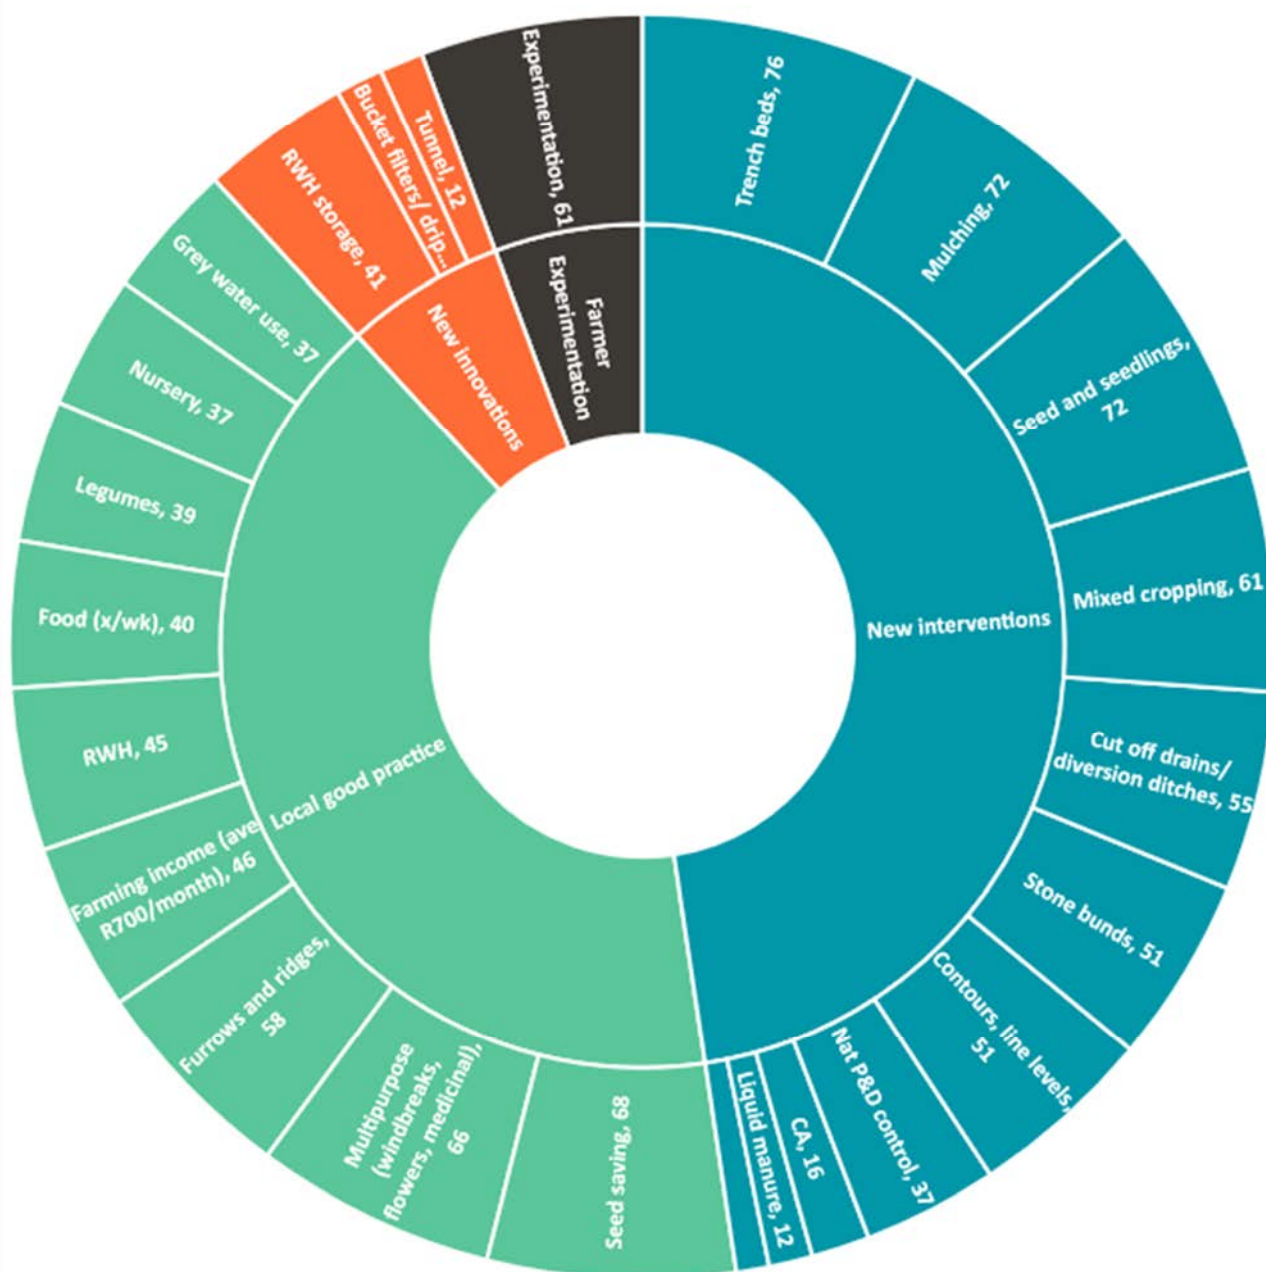 Experimentation, 61
Trench beds, 76
Mulching, 72
Seed and seedlings,
72
Mixed cropping, 61
Cut off drains/
diversion ditches, 55
Stone bunds, 51
Contours, line levels,
51
Nat P&D control, 37
CA, 16
Liquid manure, 12
Seed saving, 68
Multipurpose
(windbreaks,
flowers, medicinal),
66
Furrows and ridges,
58
Farming income (ave
R700/month), 46
RWH, 45
Food (x/wk), 40
Legumes, 39
Nursery, 37
Grey water use, 37
RWH storage, 41
Bucket filters/ drip...
Tunnel, 12
Farmer
Experimentation
New innovations
New interventions
Local good practice